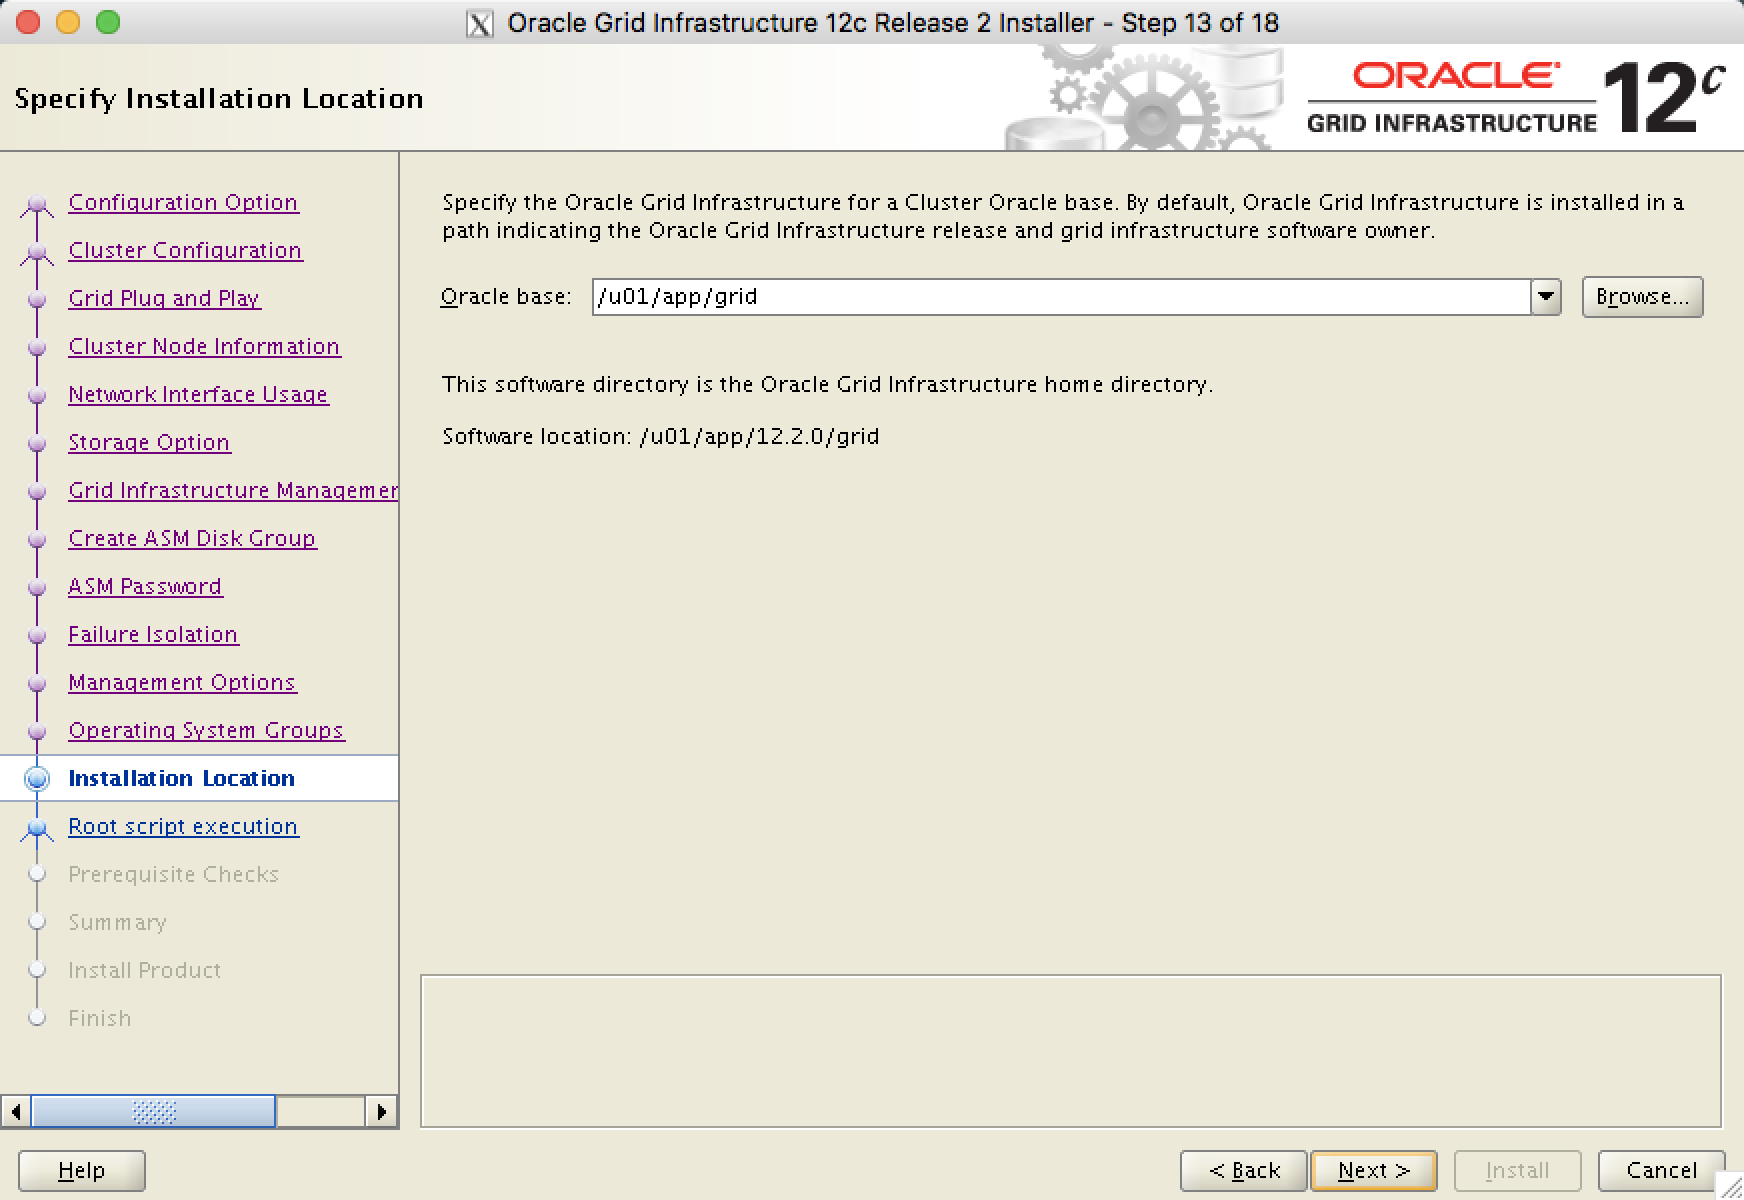 Oracle Grid Infrastructure 12c Release 2 Installer - Step 13 of 18
Specify Installation Location
ORACLE
GRID INFRASTRUCTURE
12c
Configuration Option
Cluster Configuration
Grid Plug and Play
Cluster Node Information
Network Interface Usage
Storage Option
Grid Infrastructure Managemen
Create ASM Disk Group
ASM Password
Failure Isolation
Management Options
Operating System Groups
Installation Location
Root script execution
Prerequisite Checks
Summary
Install Product
Finish
Specify the Oracle Grid Infrastructure for a Cluster Oracle base. By default, Oracle Grid Infrastructure is installed in a
path indicating the Oracle Grid Infrastructure release and grid infrastructure software owner.
Oracle base: /u01/app/grid Browse...
This software directory is the Oracle Grid Infrastructure home directory.
Software location: /u01/app/12.2.0/grid
Help < Back Next > Install Cancel